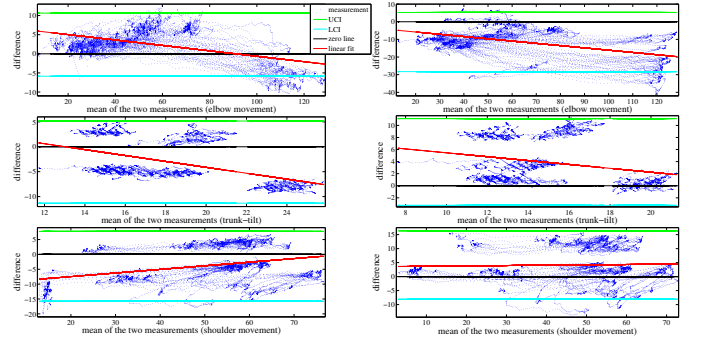 measurement
UCI
LCI
zero line
linear fit
difference
10
5
0
−5
−10
20 40 60 80 100 120
mean of the two measurements (elbow movement)
difference
10
0
−10
−20
−30
−40
20 40 60 80 100 120
mean of the two measurements (elbow movement)
difference
5
0
−5
−10
12 14 16 18 20 22 24
mean of the two measurements (trunk−tilt)
difference
10
8
6
4
2
0
−2
8 10 12 14 16 18 20
mean of the two measurements (trunk−tilt)
difference
5
0
−5
−10
−15
−20
20 30 40 50 60 70
mean of the two measurements (shoulder movement)
difference
15
10
5
0
−5
−10
10 20 30 40 50 60 70
mean of the two measurements (shoulder movement)